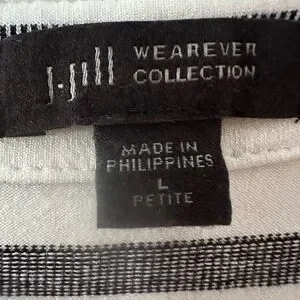 J.Jill WEAREVER
COLLECTION
MADE IN
PHILIPPINES
L
PETITE